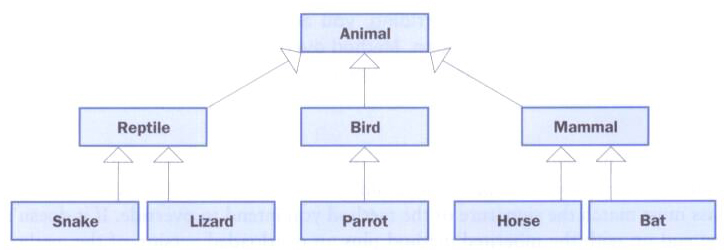 Animal
Reptile
Bird
Mammal
Snake
Lizard
Parrot
Horse
Bat